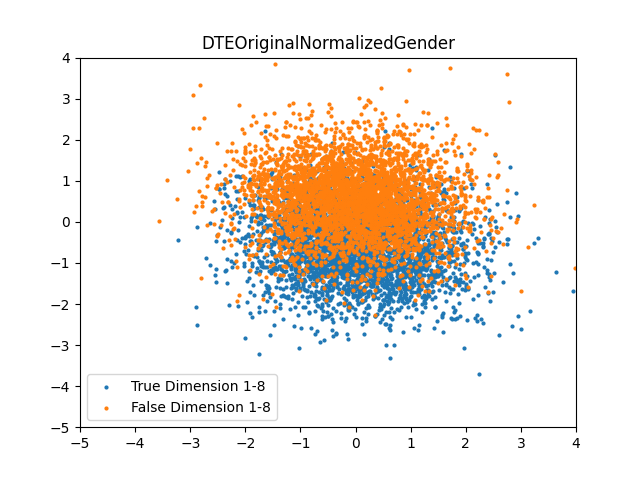 DTEOriginalNormalizedGender
4
3
2
1
0
−1
−2
−3
−4
−5
True Dimension 1-8
False Dimension 1-8
−5 −4 −3 −2 −1 0 1 2 3 4